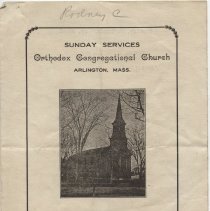 Rodney C
SUNDAY SERVICES
Orthodox Congregational Church
ARLINGTON, MASS.